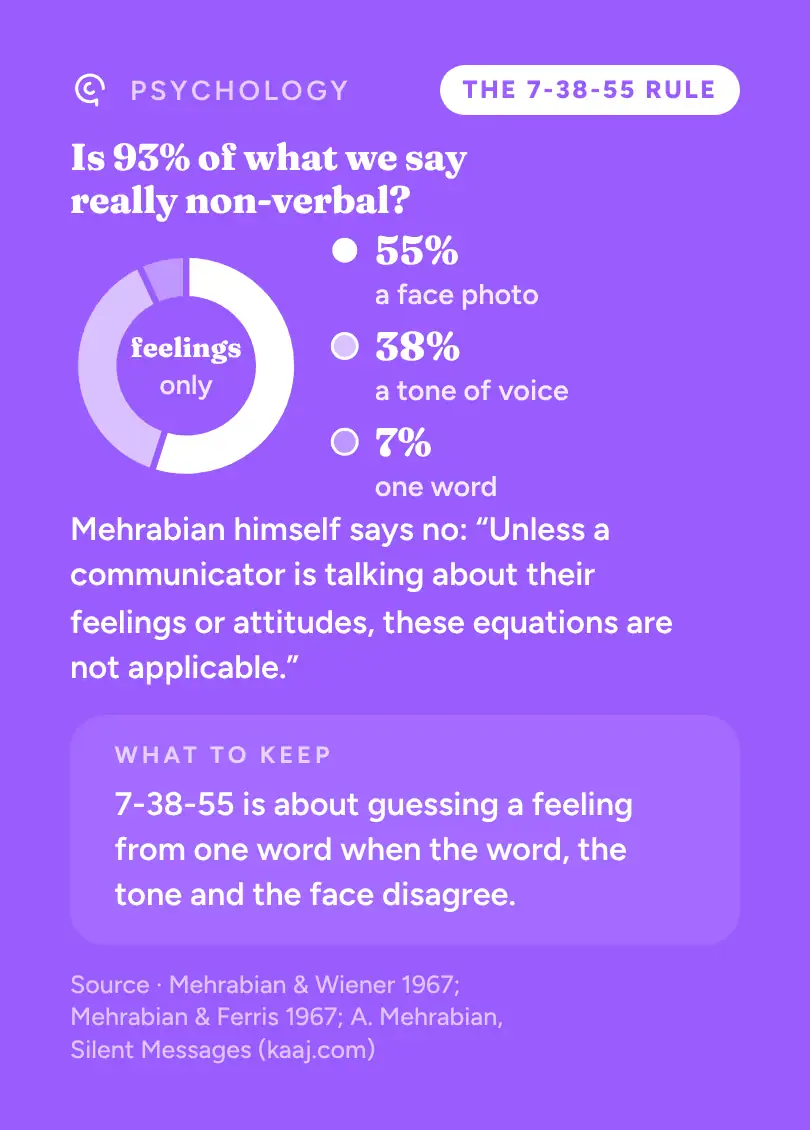 PSYCHOLOGY
THE 7-38-55 RULE
Is 93% of what we say
really non-verbal?
feelings
only
55%
a face photo
38%
a tone of voice
7%
one word
Mehrabian himself says no: “Unless a
communicator is talking about their
feelings or attitudes, these equations are
not applicable.”
WHAT TO KEEP
7-38-55 is about guessing a feeling
from one word when the word, the
tone and the face disagree.
Source · Mehrabian & Wiener 1967;
Mehrabian & Ferris 1967; A. Mehrabian,
Silent Messages (kaaj.com)